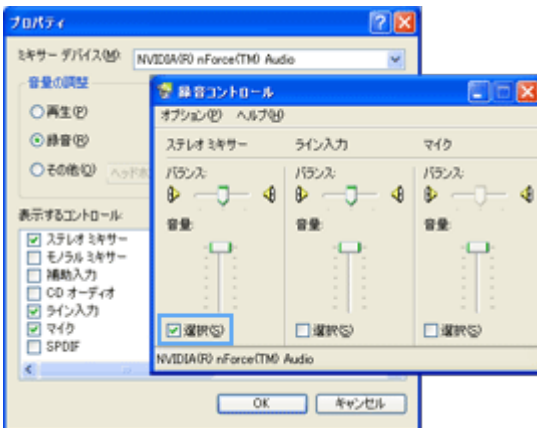 プロパティ
ミキサー デバイス(M):
NVIDIA(R) nForce(TM) Audio
音量の調整
再生(P)
録音(R)
その他(Q)
表示するコントロール:
ステレオ ミキサー
モノラル ミキサー
補助入力
CD オーディオ
ライン入力
マイク
SPDIF
OK
キャンセル
録音コントロール
オプション(P) ヘルプ(H)
ステレオ ミキサー ライン入力 マイク
バランス: バランス: バランス:
音量: 音量: 音量:
選択(S) 選択(S) 選択(S)
NVIDIA(R) nForce(TM) Audio